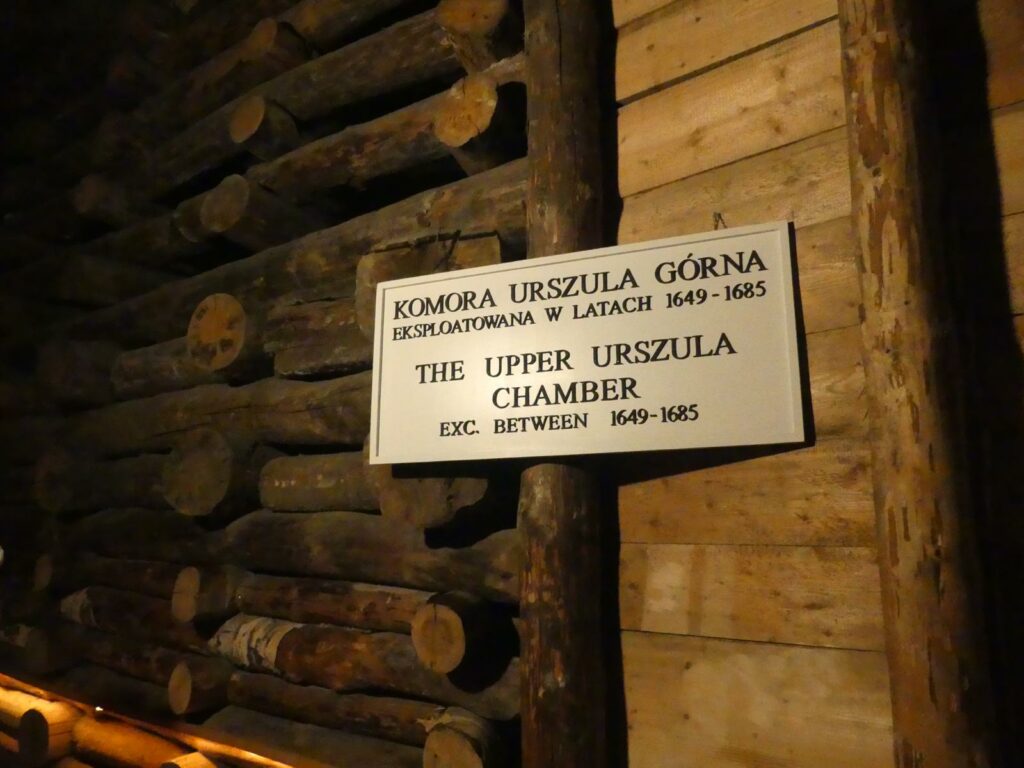 KOMORA URSZULA GÓRNA
EKSPLOATOWANA W LATACH 1649 - 1685
THE UPPER URSZULA
CHAMBER
EXC. BETWEEN 1649-1685